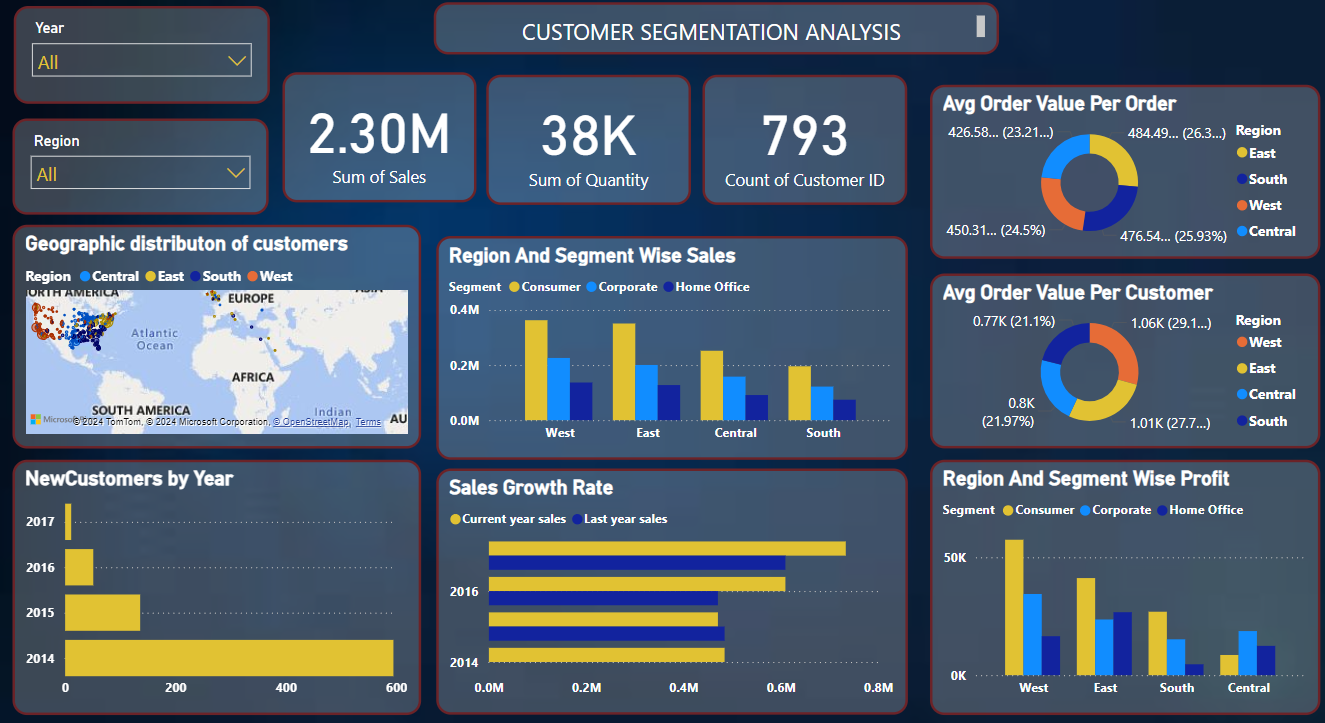 Year
All
Region
All
CUSTOMER SEGMENTATION ANALYSIS
2.30M
Sum of Sales
38K
Sum of Quantity
793
Count of Customer ID
Avg Order Value Per Order
426.58... (23.21...)
484.49... (26.3...)
450.31... (24.5%)
476.54... (25.93%)
Region
East
South
West
Central
Geographic distributon of customers
Region Central East South West
NORTH AMERICA
EUROPE
ASIA
Atlantic
Ocean
AFRICA
SOUTH AMERICA
Indian
AU
Microsoft
© 2024 TomTom, © 2024 Microsoft Corporation, © OpenStreetMap, Terms
Region And Segment Wise Sales
Segment Consumer Corporate Home Office
0.4M
0.2M
0.0M
West East Central South
Avg Order Value Per Customer
0.77K (21.1%)
1.06K (29.1...)
0.8K
(21.97%)
1.01K (27.7...)
Region
West
East
Central
South
NewCustomers by Year
2017
2016
2015
2014
0 200 400 600
Sales Growth Rate
Current year sales Last year sales
2016
2014
0.0M 0.2M 0.4M 0.6M 0.8M
Region And Segment Wise Profit
Segment Consumer Corporate Home Office
50K
0K
West East South Central